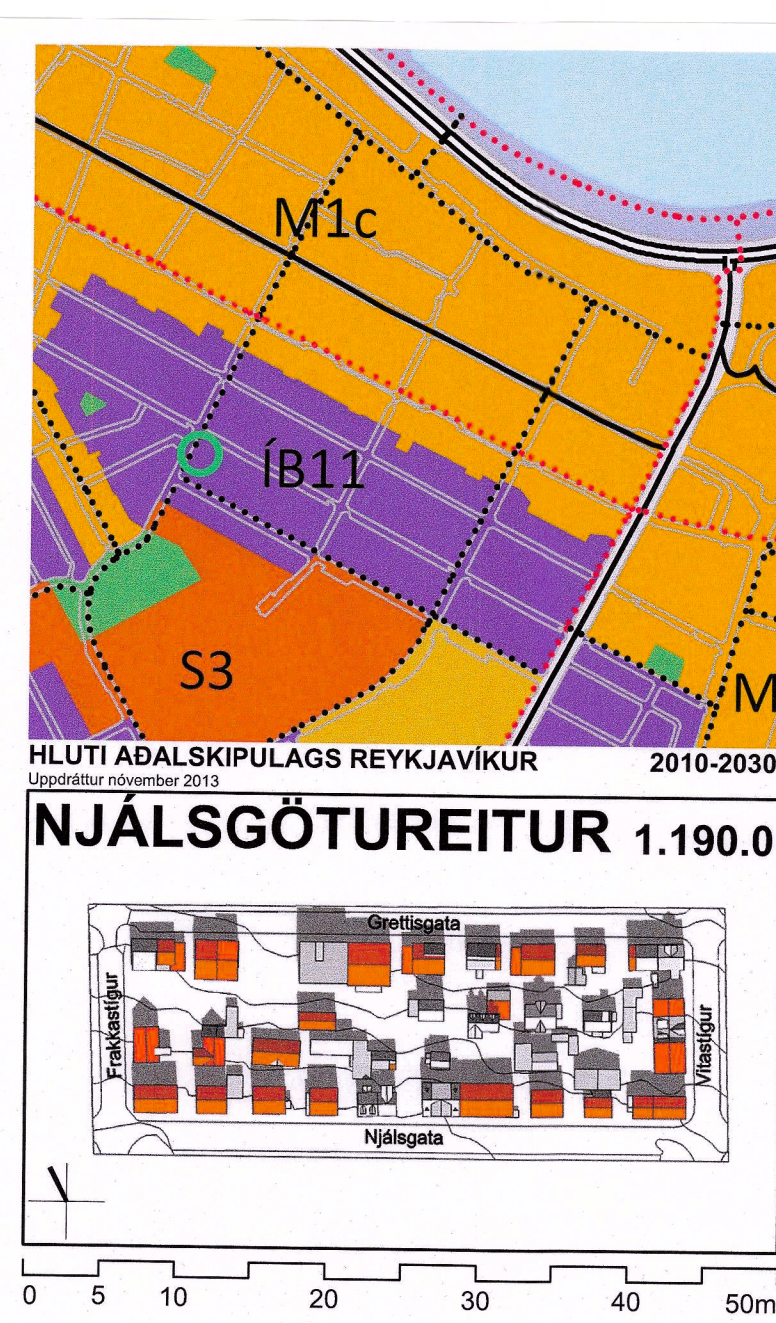 M1c
ÍB11
S3
M
HLUTI AÐALSKIPULAGS REYKJAVÍKUR 2010-2030
Uppdráttur nóvember 2013
NJÁLSGÖTUREITUR 1.190.0
Grettisgata
Frakkastígur
Vitastígur
Njálsgata
0 5 10 20 30 40 50m